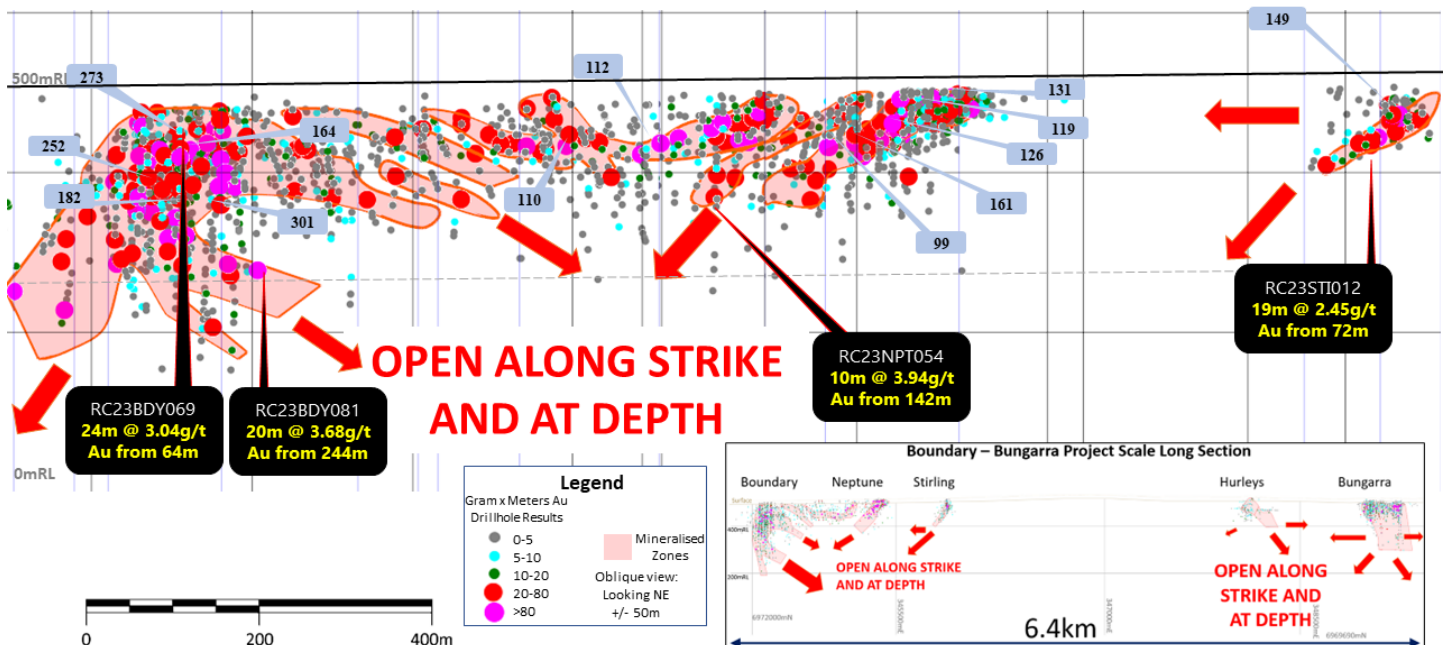 149
500mRL
273
112
131
164
119
252
126
182
110
161
301
99
RC23STI012
19m @ 2.45g/t
Au from 72m
OPEN ALONG STRIKE
AND AT DEPTH
RC23NPT054
10m @ 3.94g/t
Au from 142m
RC23BDY069
24m @ 3.04g/t
Au from 64m
RC23BDY081
20m @ 3.68g/t
Au from 244m
0mRL
Legend
Gram x Meters Au
Drillhole Results
0-5
5-10
10-20
20-80
>80
Mineralised
Zones
Oblique view:
Looking NE
+/- 50m
0 200 400m
Boundary – Bungarra Project Scale Long Section
Boundary Neptune Stirling Hurleys Bungarra
Surface
400mRL
200mRL
OPEN ALONG STRIKE
AND AT DEPTH
OPEN ALONG
STRIKE AND
AT DEPTH
6972000mN
345500mE
347000mE
348500mE
6969690mN
6.4km